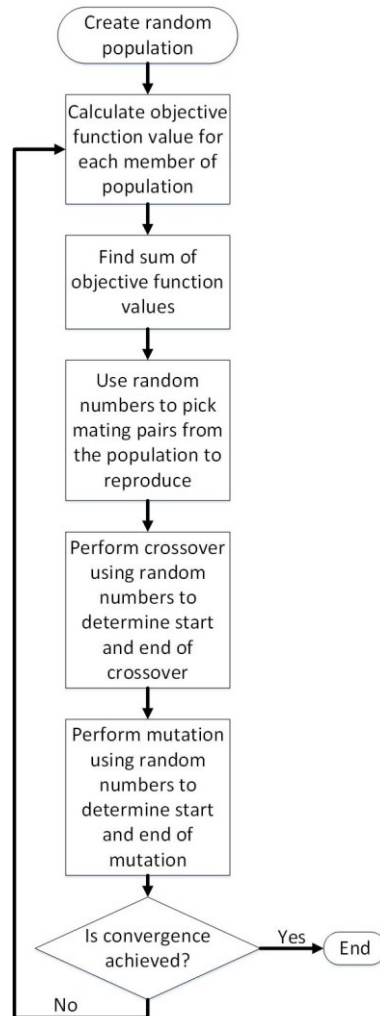 Create random
population
Calculate objective
function value for
each member of
population
Find sum of
objective function
values
Use random
numbers to pick
mating pairs from
the population to
reproduce
Perform crossover
using random
numbers to
determine start
and end of
crossover
Perform mutation
using random
numbers to
determine start
and end of
mutation
Is convergence
achieved?
Yes
End
No